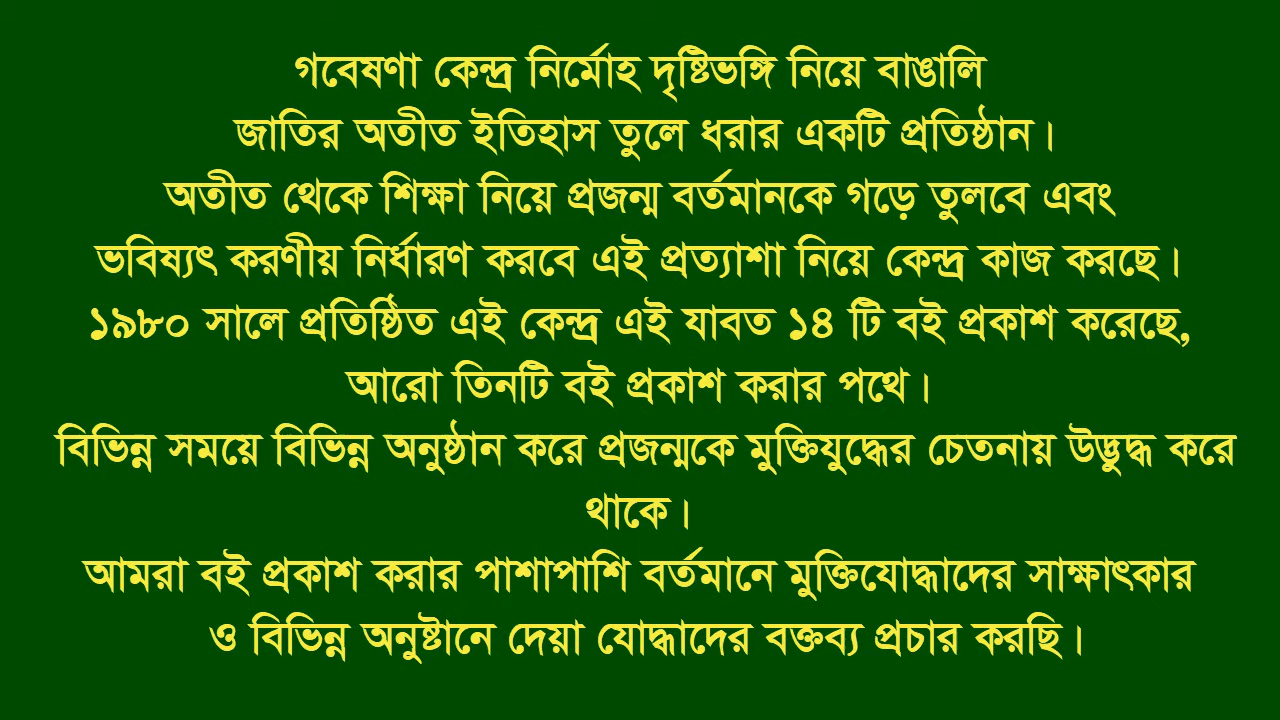 গবেষণা কেন্দ্র নির্মোহ দৃষ্টিভঙ্গি নিয়ে বাঙালি
জাতির অতীত ইতিহাস তুলে ধরার একটি প্রতিষ্ঠান।
অতীত থেকে শিক্ষা নিয়ে প্রজন্ম বর্তমানকে গড়ে তুলবে এবং
ভবিষ্যৎ করণীয় নির্ধারণ করবে এই প্রত্যাশা নিয়ে কেন্দ্র কাজ করছে।
১৯৮০ সালে প্রতিষ্ঠিত এই কেন্দ্র এই যাবত ১৪ টি বই প্রকাশ করেছে,
আরো তিনটি বই প্রকাশ করার পথে।
বিভিন্ন সময়ে বিভিন্ন অনুষ্ঠান করে প্রজন্মকে মুক্তিযুদ্ধের চেতনায় উদ্ভুদ্ধ করে
থাকে।
আমরা বই প্রকাশ করার পাশাপাশি বর্তমানে মুক্তিযোদ্ধাদের সাক্ষাৎকার
ও বিভিন্ন অনুষ্টানে দেয়া যোদ্ধাদের বক্তব্য প্রচার করছি।